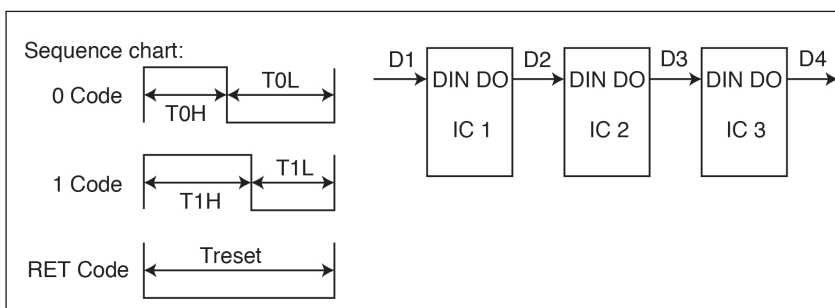 Sequence chart:
0 Code
T0H
T0L
1 Code
T1H
T1L
RET Code
Treset
D1
DIN DO
IC 1
D2
DIN DO
IC 2
D3
DIN DO
IC 3
D4